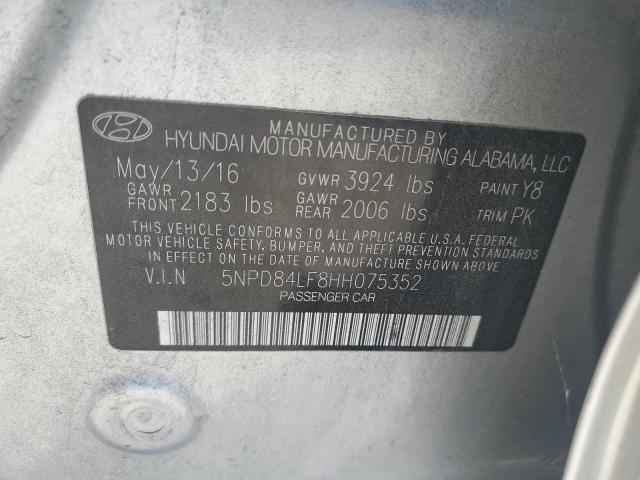 MANUFACTURED BY
HYUNDAI MOTOR MANUFACTURING ALABAMA, LLC
May/13/16 GVWR 3924 lbs PAINT Y8
GAWR FRONT 2183 lbs GAWR REAR 2006 lbs TRIM PK
THIS VEHICLE CONFORMS TO ALL APPLICABLE U.S.A. FEDERAL
MOTOR VEHICLE SAFETY, BUMPER, AND THEFT PREVENTION STANDARDS
IN EFFECT ON THE DATE OF MANUFACTURE SHOWN ABOVE
V.I.N 5NPD84LF8HH075352
PASSENGER CAR